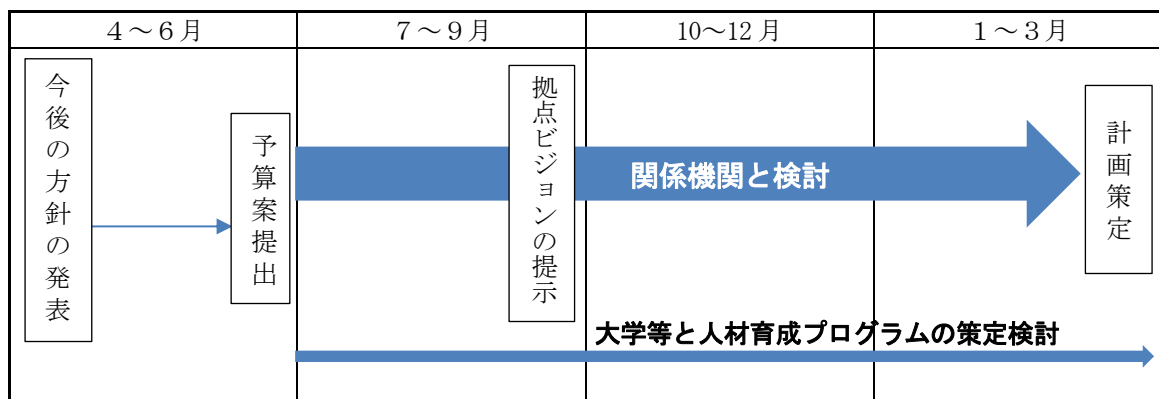 ４～６月
７～９月
10～12月
１～３月
今後の方針の発表
予算案提出
拠点ビジョンの提示
関係機関と検討
計画策定
大学等と人材育成プログラムの策定検討